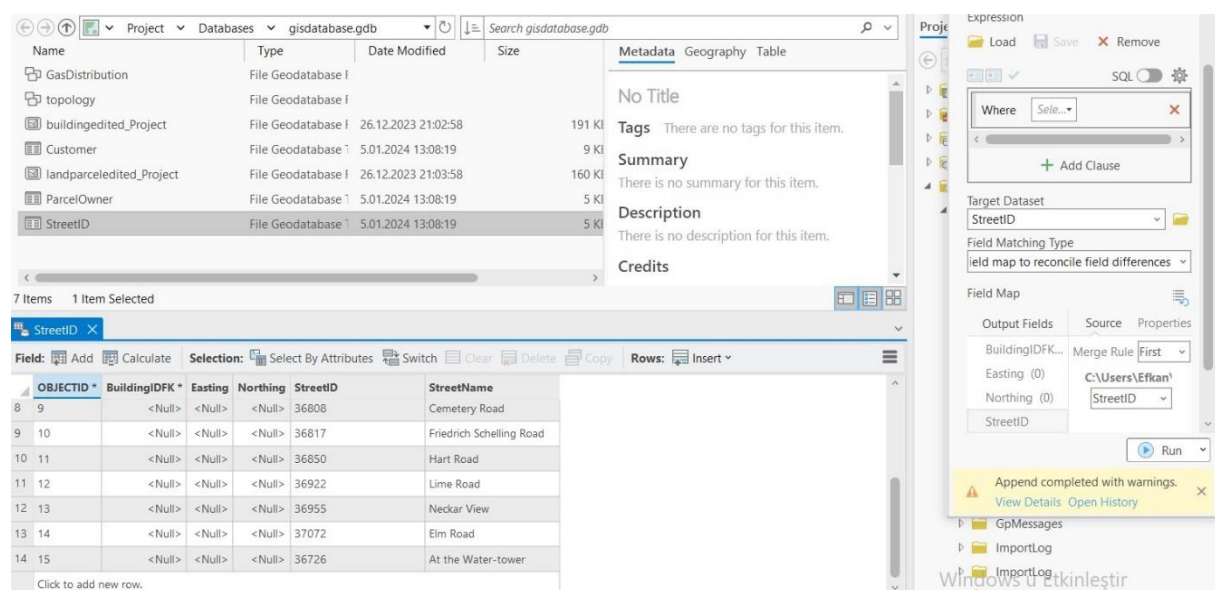 Project Databases gisdatabase.gdb Search gisdatabase.gdb
Name Type Date Modified Size
GasDistribution File Geodatabase F
topology File Geodatabase F
buildingedited_Project File Geodatabase F 26.12.2023 21:02:58 191 KI
Customer File Geodatabase T 5.01.2024 13:08:19 9 KI
landparceledited_Project File Geodatabase F 26.12.2023 21:03:58 160 KI
ParcelOwner File Geodatabase T 5.01.2024 13:08:19 5 KI
StreetID File Geodatabase T 5.01.2024 13:08:19 5 KI
7 Items 1 Item Selected
Metadata Geography Table
No Title
Tags There are no tags for this item.
Summary
There is no summary for this item.
Description
There is no description for this item.
Credits
StreetID
Field: Add Calculate Selection: Select By Attributes Switch Clear Delete Copy Rows: Insert
OBJECTID * BuildingIDFK * Easting Northing StreetID StreetName
8 9 <Null> <Null> <Null> 36808 Cemetery Road
9 10 <Null> <Null> <Null> 36817 Friedrich Schelling Road
10 11 <Null> <Null> <Null> 36850 Hart Road
11 12 <Null> <Null> <Null> 36922 Lime Road
12 13 <Null> <Null> <Null> 36955 Neckar View
13 14 <Null> <Null> <Null> 37072 Elm Road
14 15 <Null> <Null> <Null> 36726 At the Water-tower
Click to add new row.
Proje
Expression
Load Save Remove
SQL
Where Sele...
Add Clause
Target Dataset
StreetID
Field Matching Type
ield map to reconcile field differences
Field Map
Output Fields Source Properties
BuildingIDFK... Merge Rule First
Easting (0) C:\Users\Efkan\
Northing (0) StreetID
StreetID
Run
Append completed with warnings.
View Details Open History
GpMessages
ImportLog
ImportLog
Windows'u Etkinleştir